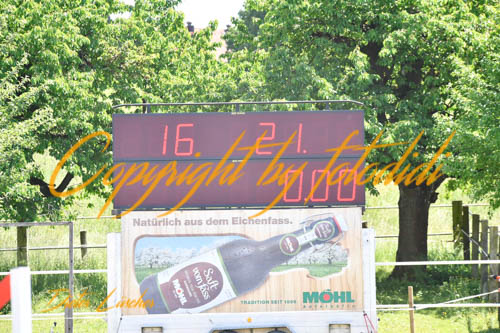 16 21.
0.00
Copyright by fotodidi
Natürlich aus dem Eichenfass.
Saft
vom Fass
MÖHL
TRADITION SEIT 1895
MÖHL